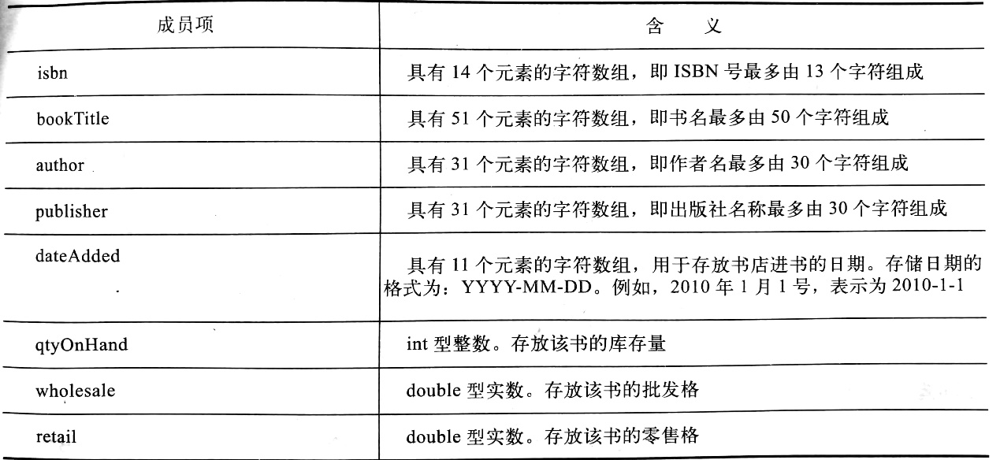 成员项
含 义
isbn
具有 14 个元素的字符数组，即 ISBN 号最多由 13 个字符组成
bookTitle
具有 51 个元素的字符数组，即书名最多由 50 个字符组成
author
具有 31 个元素的字符数组，即作者名最多由 30 个字符组成
publisher
具有 31 个元素的字符数组，即出版社名称最多由 30 个字符组成
dateAdded
具有 11 个元素的字符数组，用于存放书店进书的日期。存储日期的
格式为：YYYY-MM-DD。例如，2010 年 1 月 1 号，表示为 2010-1-1
qtyOnHand
int 型整数。存放该书的库存量
wholesale
double 型实数。存放该书的批发格
retail
double 型实数。存放该书的零售格